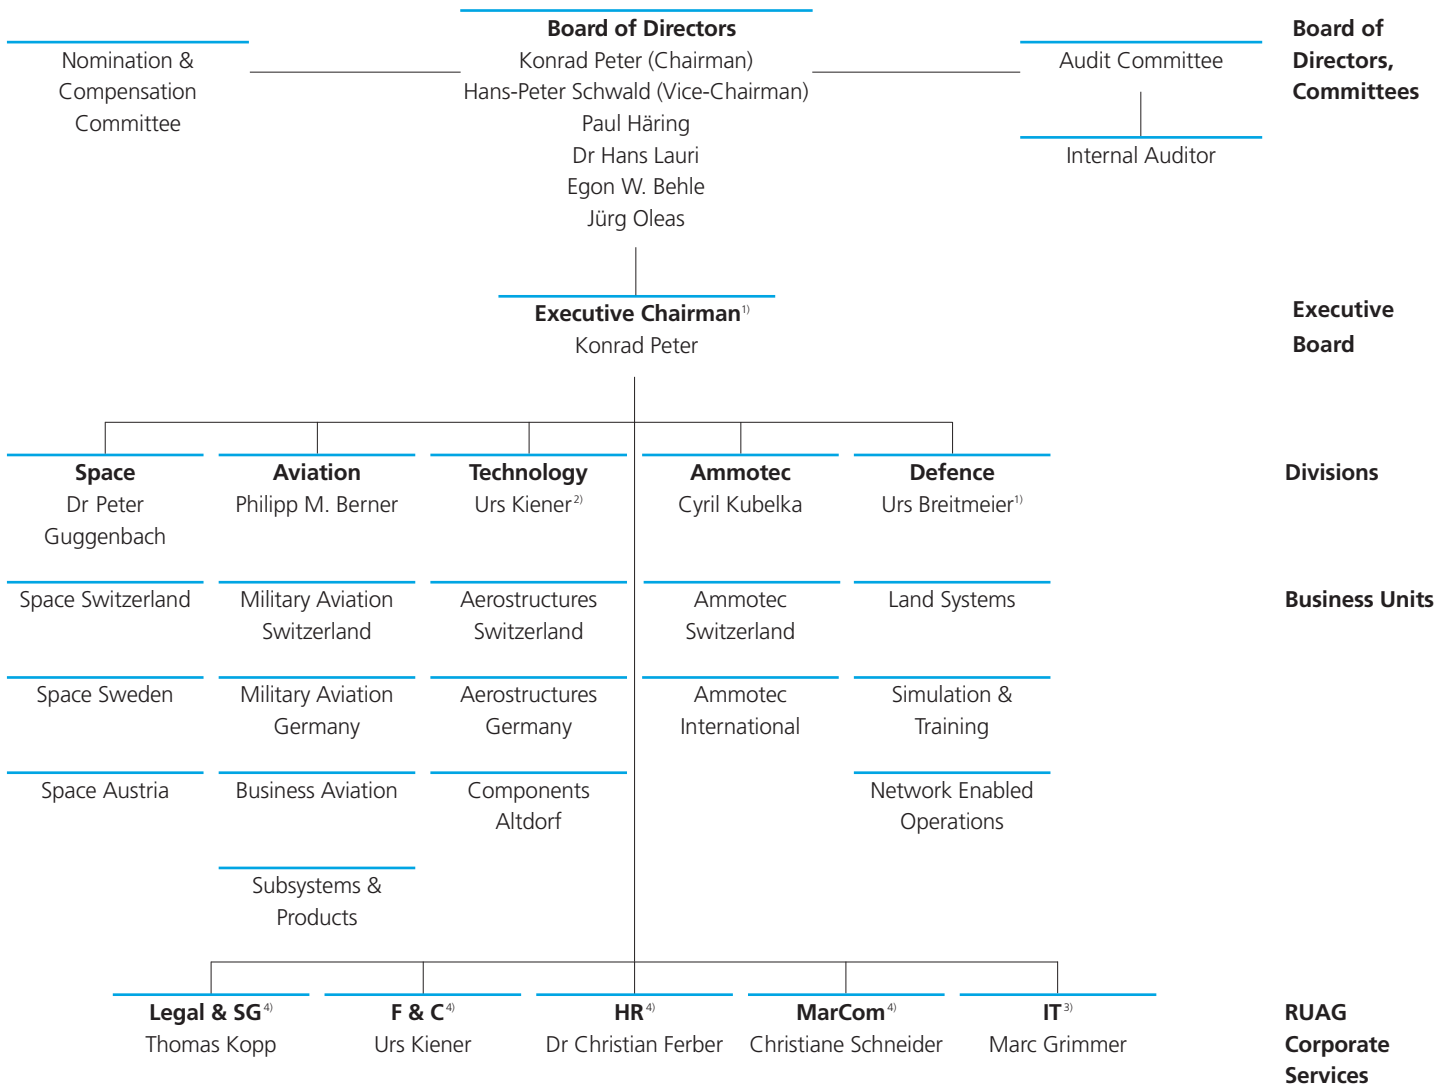 Board of Directors
Konrad Peter (Chairman)
Hans-Peter Schwald (Vice-Chairman)
Paul Häring
Dr Hans Lauri
Egon W. Behle
Jürg Oleas
Nomination &
Compensation
Committee
Audit Committee
Internal Auditor
Board of
Directors,
Committees
Executive Chairman1)
Konrad Peter
Executive
Board
Space
Dr Peter
Guggenbach
Aviation
Philipp M. Berner
Technology
Urs Kiener2)
Ammotec
Cyril Kubelka
Defence
Urs Breitmeier1)
Divisions
Space Switzerland
Military Aviation
Switzerland
Aerostructures
Switzerland
Ammotec
Switzerland
Land Systems
Business Units
Space Sweden
Military Aviation
Germany
Aerostructures
Germany
Ammotec
International
Simulation &
Training
Space Austria
Business Aviation
Components
Altdorf
Network Enabled
Operations
Subsystems &
Products
Legal & SG4)
Thomas Kopp
F & C4)
Urs Kiener
HR4)
Dr Christian Ferber
MarCom4)
Christiane Schneider
IT3)
Marc Grimmer
RUAG
Corporate
Services